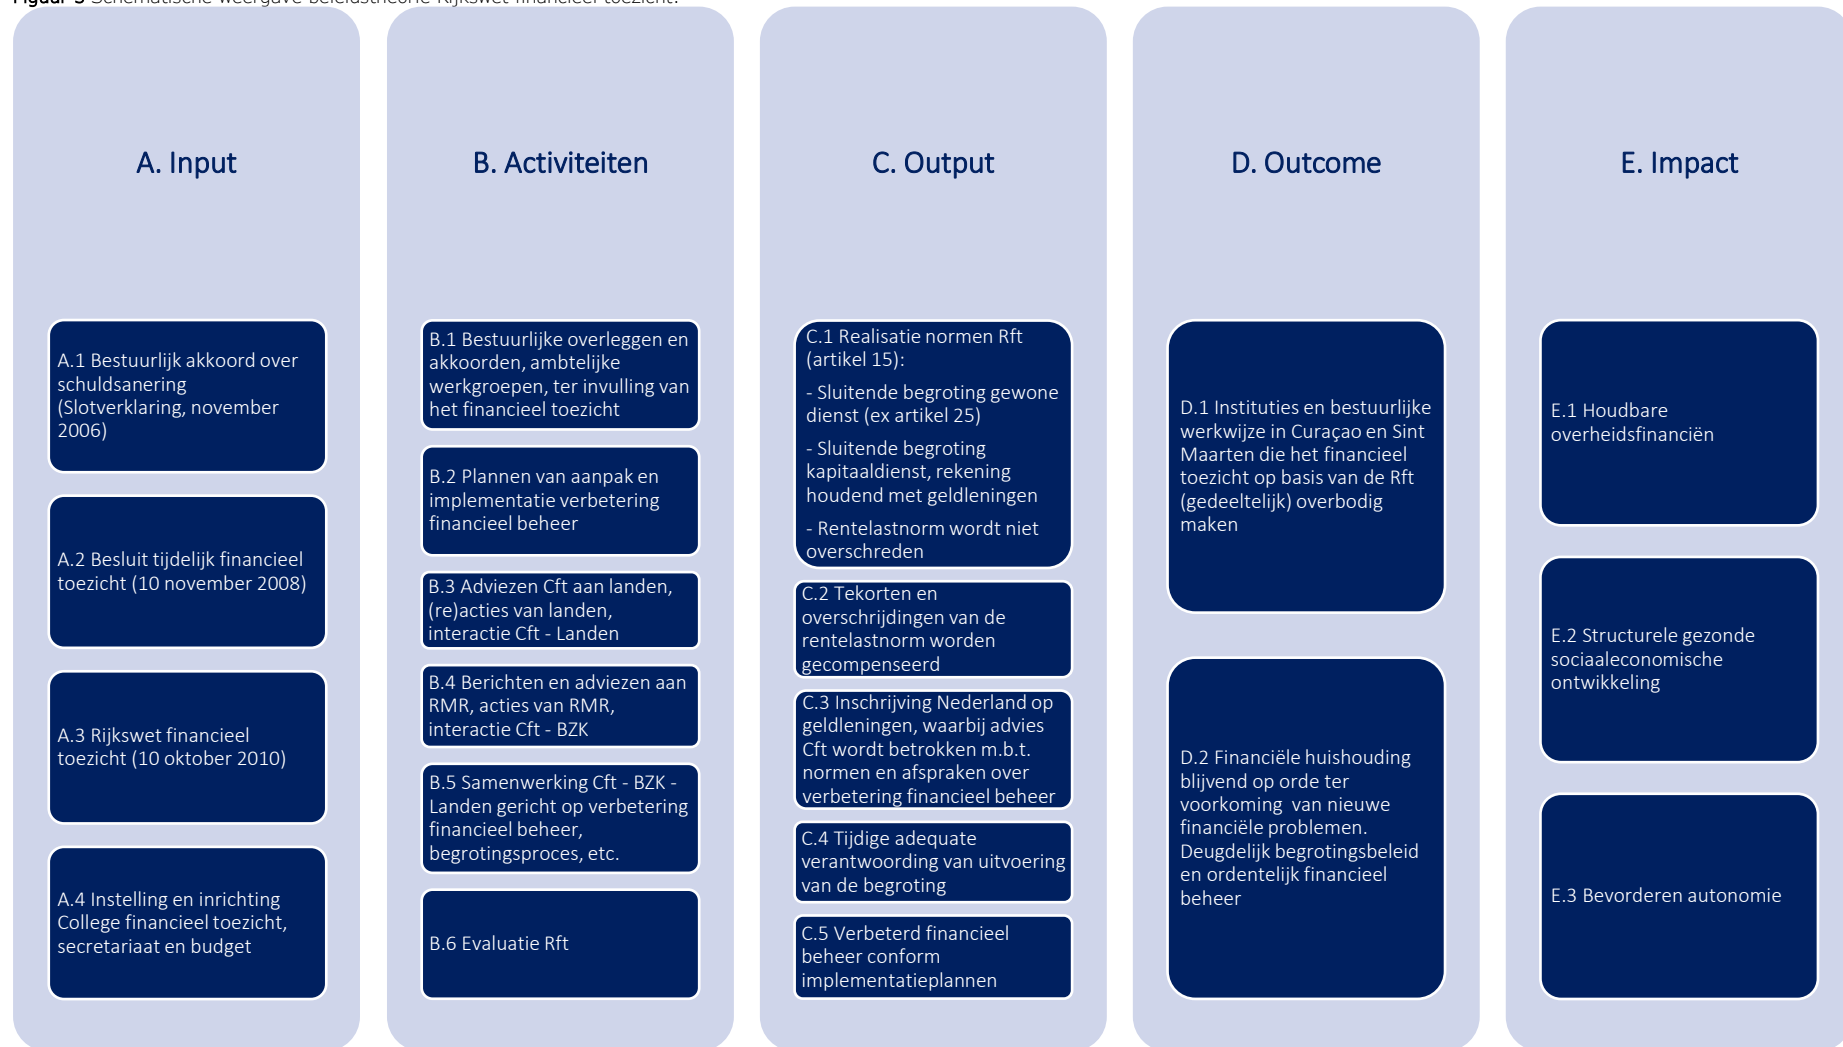 Figuur 3 Schematische weergave beleidstheorie Rijkswet financieel toezicht.
A. Input
A.1 Bestuurlijk akkoord over
schuldsanering
(Slotverklaring, november
2006)
A.2 Besluit tijdelijk financieel
toezicht (10 november 2008)
A.3 Rijkswet financieel
toezicht (10 oktober 2010)
A.4 Instelling en inrichting
College financieel toezicht,
secretariaat en budget
B. Activiteiten
B.1 Bestuurlijke overleggen en
akkoorden, ambtelijke
werkgroepen, ter invulling van
het financieel toezicht
B.2 Plannen van aanpak en
implementatie verbetering
financieel beheer
B.3 Adviezen Cft aan landen,
(re)acties van landen,
interactie Cft - Landen
B.4 Berichten en adviezen aan
RMR, acties van RMR,
interactie Cft - BZK
B.5 Samenwerking Cft - BZK -
Landen gericht op verbetering
financieel beheer,
begrotingsproces, etc.
B.6 Evaluatie Rft
C. Output
C.1 Realisatie normen Rft
(artikel 15):
- Sluitende begroting gewone
dienst (ex artikel 25)
- Sluitende begroting
kapitaaldienst, rekening
houdend met geldleningen
- Rentelastnorm wordt niet
overschreden
C.2 Tekorten en
overschrijdingen van de
rentelastnorm worden
gecompenseerd
C.3 Inschrijving Nederland op
geldleningen, waarbij advies
Cft wordt betrokken m.b.t.
normen en afspraken over
verbetering financieel beheer
C.4 Tijdige adequate
verantwoording van uitvoering
van de begroting
C.5 Verbeterd financieel
beheer conform
implementatieplannen
D. Outcome
D.1 Instituties en bestuurlijke
werkwijze in Curaçao en Sint
Maarten die het financieel
toezicht op basis van de Rft
(gedeeltelijk) overbodig
maken
D.2 Financiële huishouding
blijvend op orde ter
voorkoming van nieuwe
financiële problemen.
Deugdelijk begrotingsbeleid
en ordentelijk financieel
beheer
E. Impact
E.1 Houdbare
overheidsfinanciën
E.2 Structurele gezonde
sociaaleconomische
ontwikkeling
E.3 Bevorderen autonomie